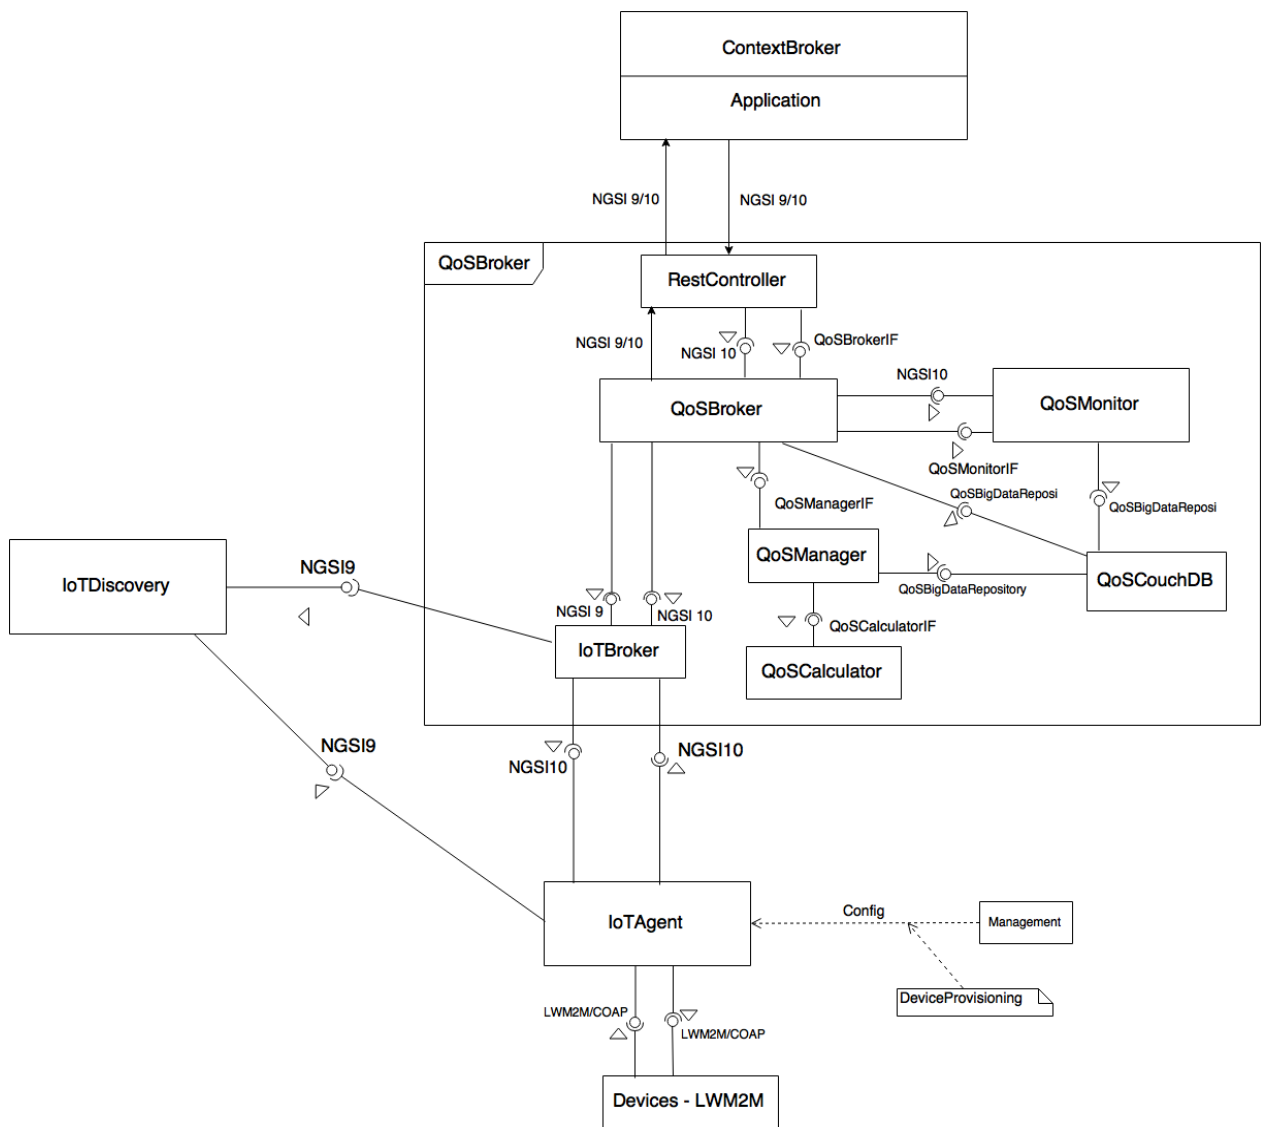 ContextBroker
Application
NGSI 9/10
NGSI 9/10
QoSBroker
RestController
NGSI 9/10
NGSI 10
QoSBrokerIF
QoSBroker
NGSI10
QoSMonitor
QoSMonitorIF
QoSManagerIF
QoSBigDataReposi
QoSBigDataReposi
QoSManager
QoSBigDataRepository
QoSCouchDB
IoTDiscovery
NGSI9
NGSI 9
NGSI 10
QoSCalculatorIF
IoTBroker
QoSCalculator
NGSI9
NGSI10
NGSI10
IoTAgent
Config
Management
DeviceProvisioning
LWM2M/COAP
LWM2M/COAP
Devices - LWM2M